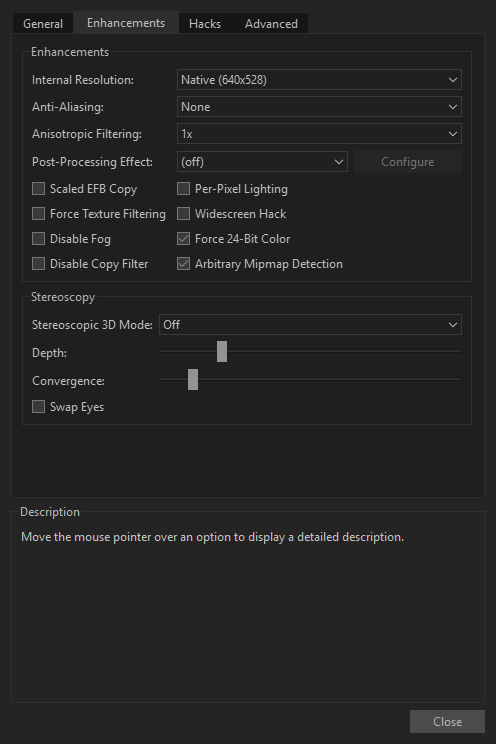 General Enhancements Hacks Advanced
Enhancements
Internal Resolution: Native (640x528)
Anti-Aliasing: None
Anisotropic Filtering: 1x
Post-Processing Effect: (off) Configure
Scaled EFB Copy Per-Pixel Lighting
Force Texture Filtering Widescreen Hack
Disable Fog Force 24-Bit Color
Disable Copy Filter Arbitrary Mipmap Detection
Stereoscopy
Stereoscopic 3D Mode: Off
Depth:
Convergence:
Swap Eyes
Description
Move the mouse pointer over an option to display a detailed description.
Close